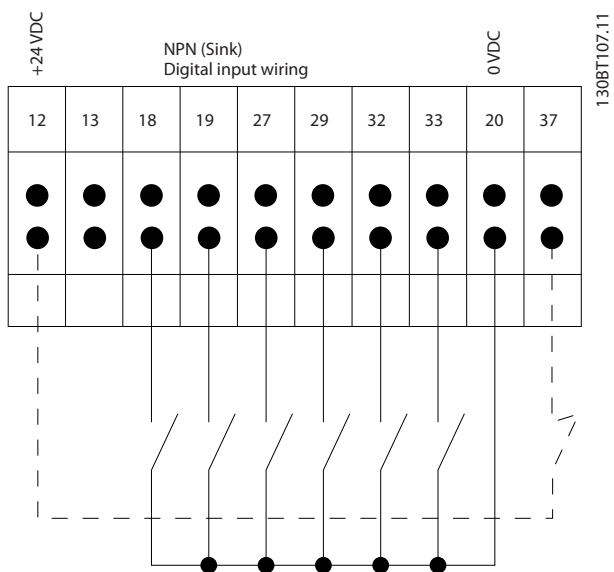 +24 VDC
NPN (Sink)
Digital input wiring
0 VDC
130BT107.11
12 13 18 19 27 29 32 33 20 37